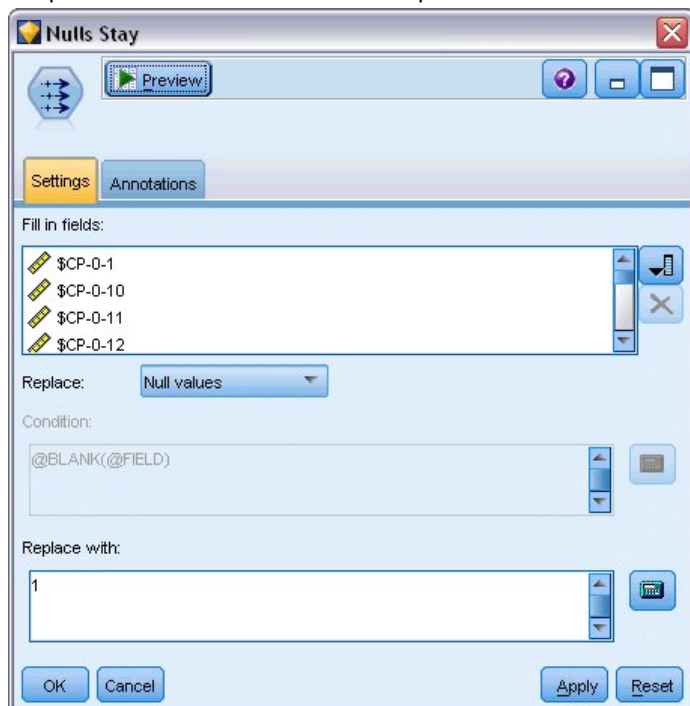 Nulls Stay
Preview
Settings Annotations
Fill in fields:
$CP-0-1
$CP-0-10
$CP-0-11
$CP-0-12
Replace: Null values
Condition:
@BLANK(@FIELD)
Replace with:
1
OK Cancel Apply Reset